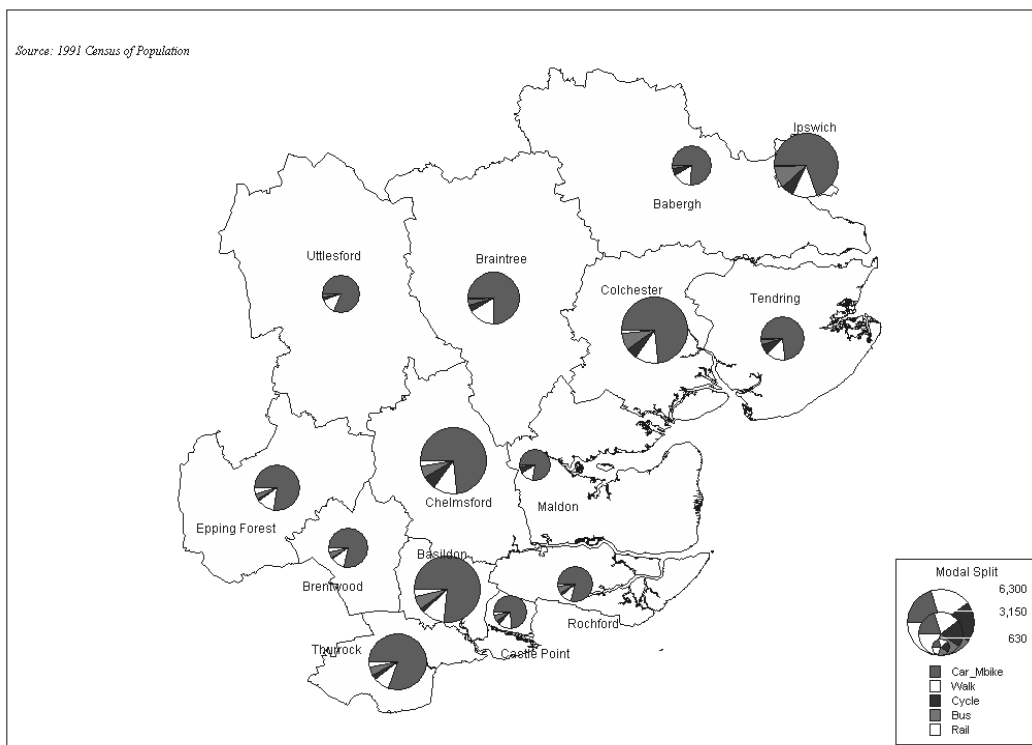 Source: 1991 Census of Population
Ipswich
Babergh
Uttlesford
Braintree
Colchester
Tendring
Chelmsford
Maldon
Epping Forest
Basildon
Brentwood
Rochford
Castle Point
Thurrock
Modal Split
6,300
3,150
630
Car_Mbike
Walk
Cycle
Bus
Rail